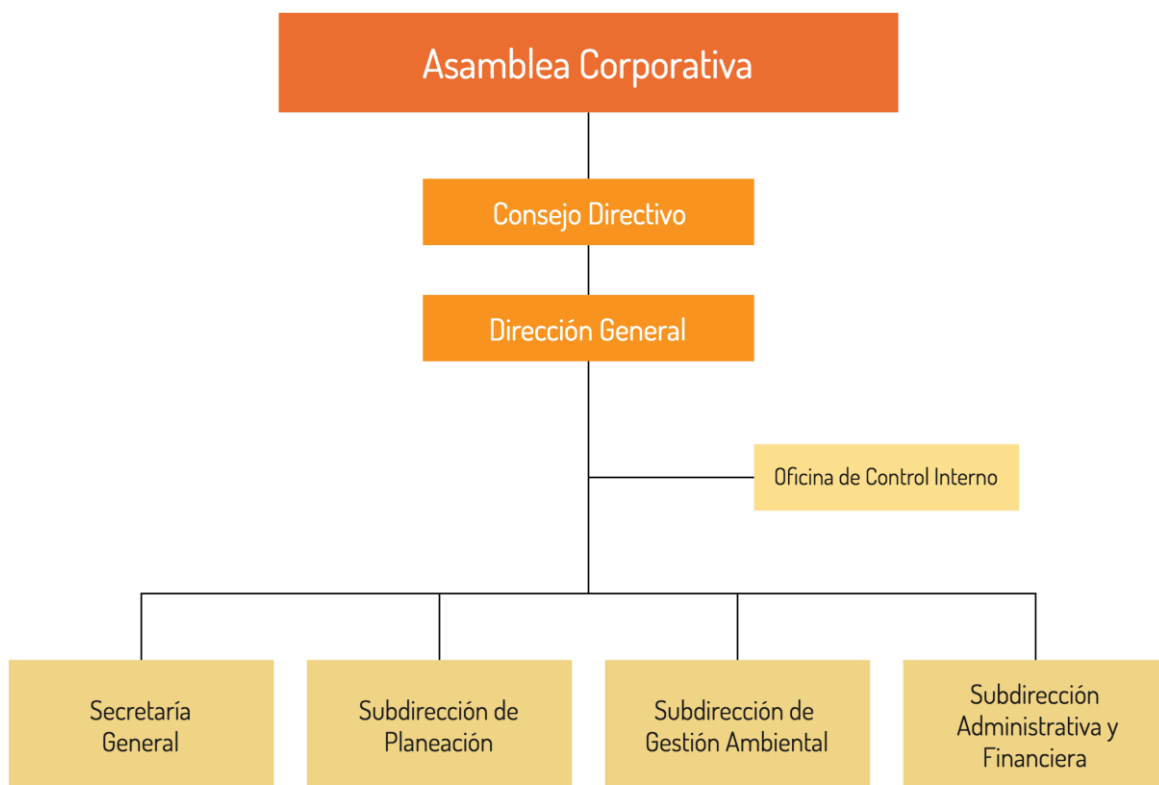 Asamblea Corporativa
Consejo Directivo
Dirección General
Oficina de Control Interno
Secretaría
General
Subdirección de
Planeación
Subdirección de
Gestión Ambiental
Subdirección
Administrativa y
Financiera